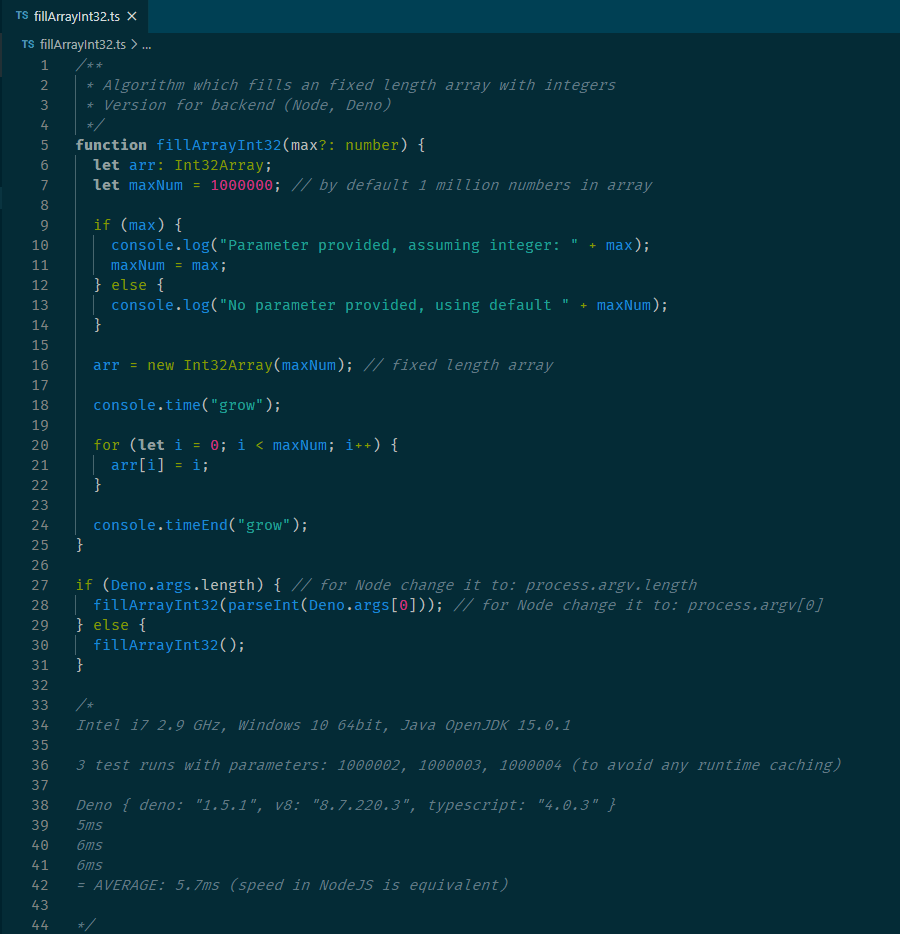 TS fillArrayInt32.ts ×
TS fillArrayInt32.ts > ...
1 /**
2  * Algorithm which fills an fixed length array with integers
3  * Version for backend (Node, Deno)
4  */
5 function fillArrayInt32(max?: number) {
6   let arr: Int32Array;
7   let maxNum = 1000000; // by default 1 million numbers in array
8
9   if (max) {
10     console.log("Parameter provided, assuming integer: " + max);
11     maxNum = max;
12   } else {
13     console.log("No parameter provided, using default " + maxNum);
14   }
15
16   arr = new Int32Array(maxNum); // fixed length array
17
18   console.time("grow");
19
20   for (let i = 0; i < maxNum; i++) {
21     arr[i] = i;
22   }
23
24   console.timeEnd("grow");
25 }
26
27 if (Deno.args.length) { // for Node change it to: process.argv.length
28   fillArrayInt32(parseInt(Deno.args[0])); // for Node change it to: process.argv[0]
29 } else {
30   fillArrayInt32();
31 }
32
33 /*
34 Intel i7 2.9 GHz, Windows 10 64bit, Java OpenJDK 15.0.1
35
36 3 test runs with parameters: 1000002, 1000003, 1000004 (to avoid any runtime caching)
37
38 Deno { deno: "1.5.1", v8: "8.7.220.3", typescript: "4.0.3" }
39 5ms
40 6ms
41 6ms
42 = AVERAGE: 5.7ms (speed in NodeJS is equivalent)
43
44 */